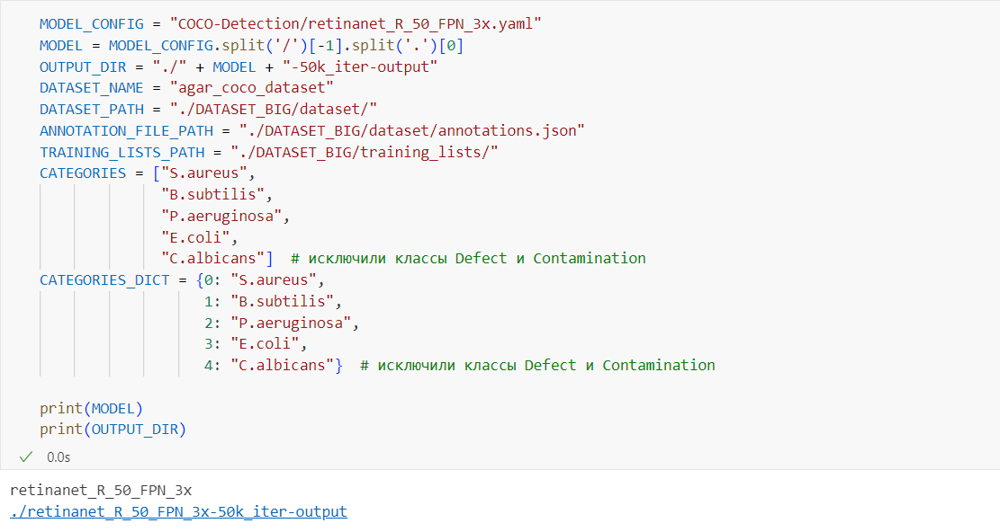 MODEL_CONFIG = "COCO-Detection/retinanet_R_50_FPN_3x.yaml"
MODEL = MODEL_CONFIG.split('/')[-1].split('.')[0]
OUTPUT_DIR = "./" + MODEL + "-50k_iter-output"
DATASET_NAME = "agar_coco_dataset"
DATASET_PATH = "./DATASET_BIG/dataset/"
ANNOTATION_FILE_PATH = "./DATASET_BIG/dataset/annotations.json"
TRAINING_LISTS_PATH = "./DATASET_BIG/training_lists/"
CATEGORIES = ["S.aureus",
"B.subtilis",
"P.aeruginosa",
"E.coli",
"C.albicans"]  # исключили классы Defect и Contamination
CATEGORIES_DICT = {0: "S.aureus",
1: "B.subtilis",
2: "P.aeruginosa",
3: "E.coli",
4: "C.albicans"}  # исключили классы Defect и Contamination
print(MODEL)
print(OUTPUT_DIR)
0.0s
retinanet_R_50_FPN_3x
./retinanet_R_50_FPN_3x-50k_iter-output